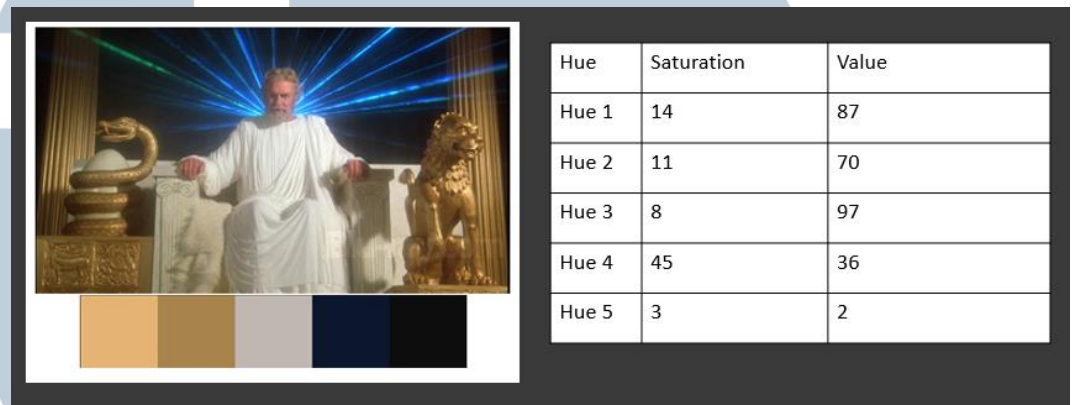 Hue Saturation Value
Hue 1 14 87
Hue 2 11 70
Hue 3 8 97
Hue 4 45 36
Hue 5 3 2